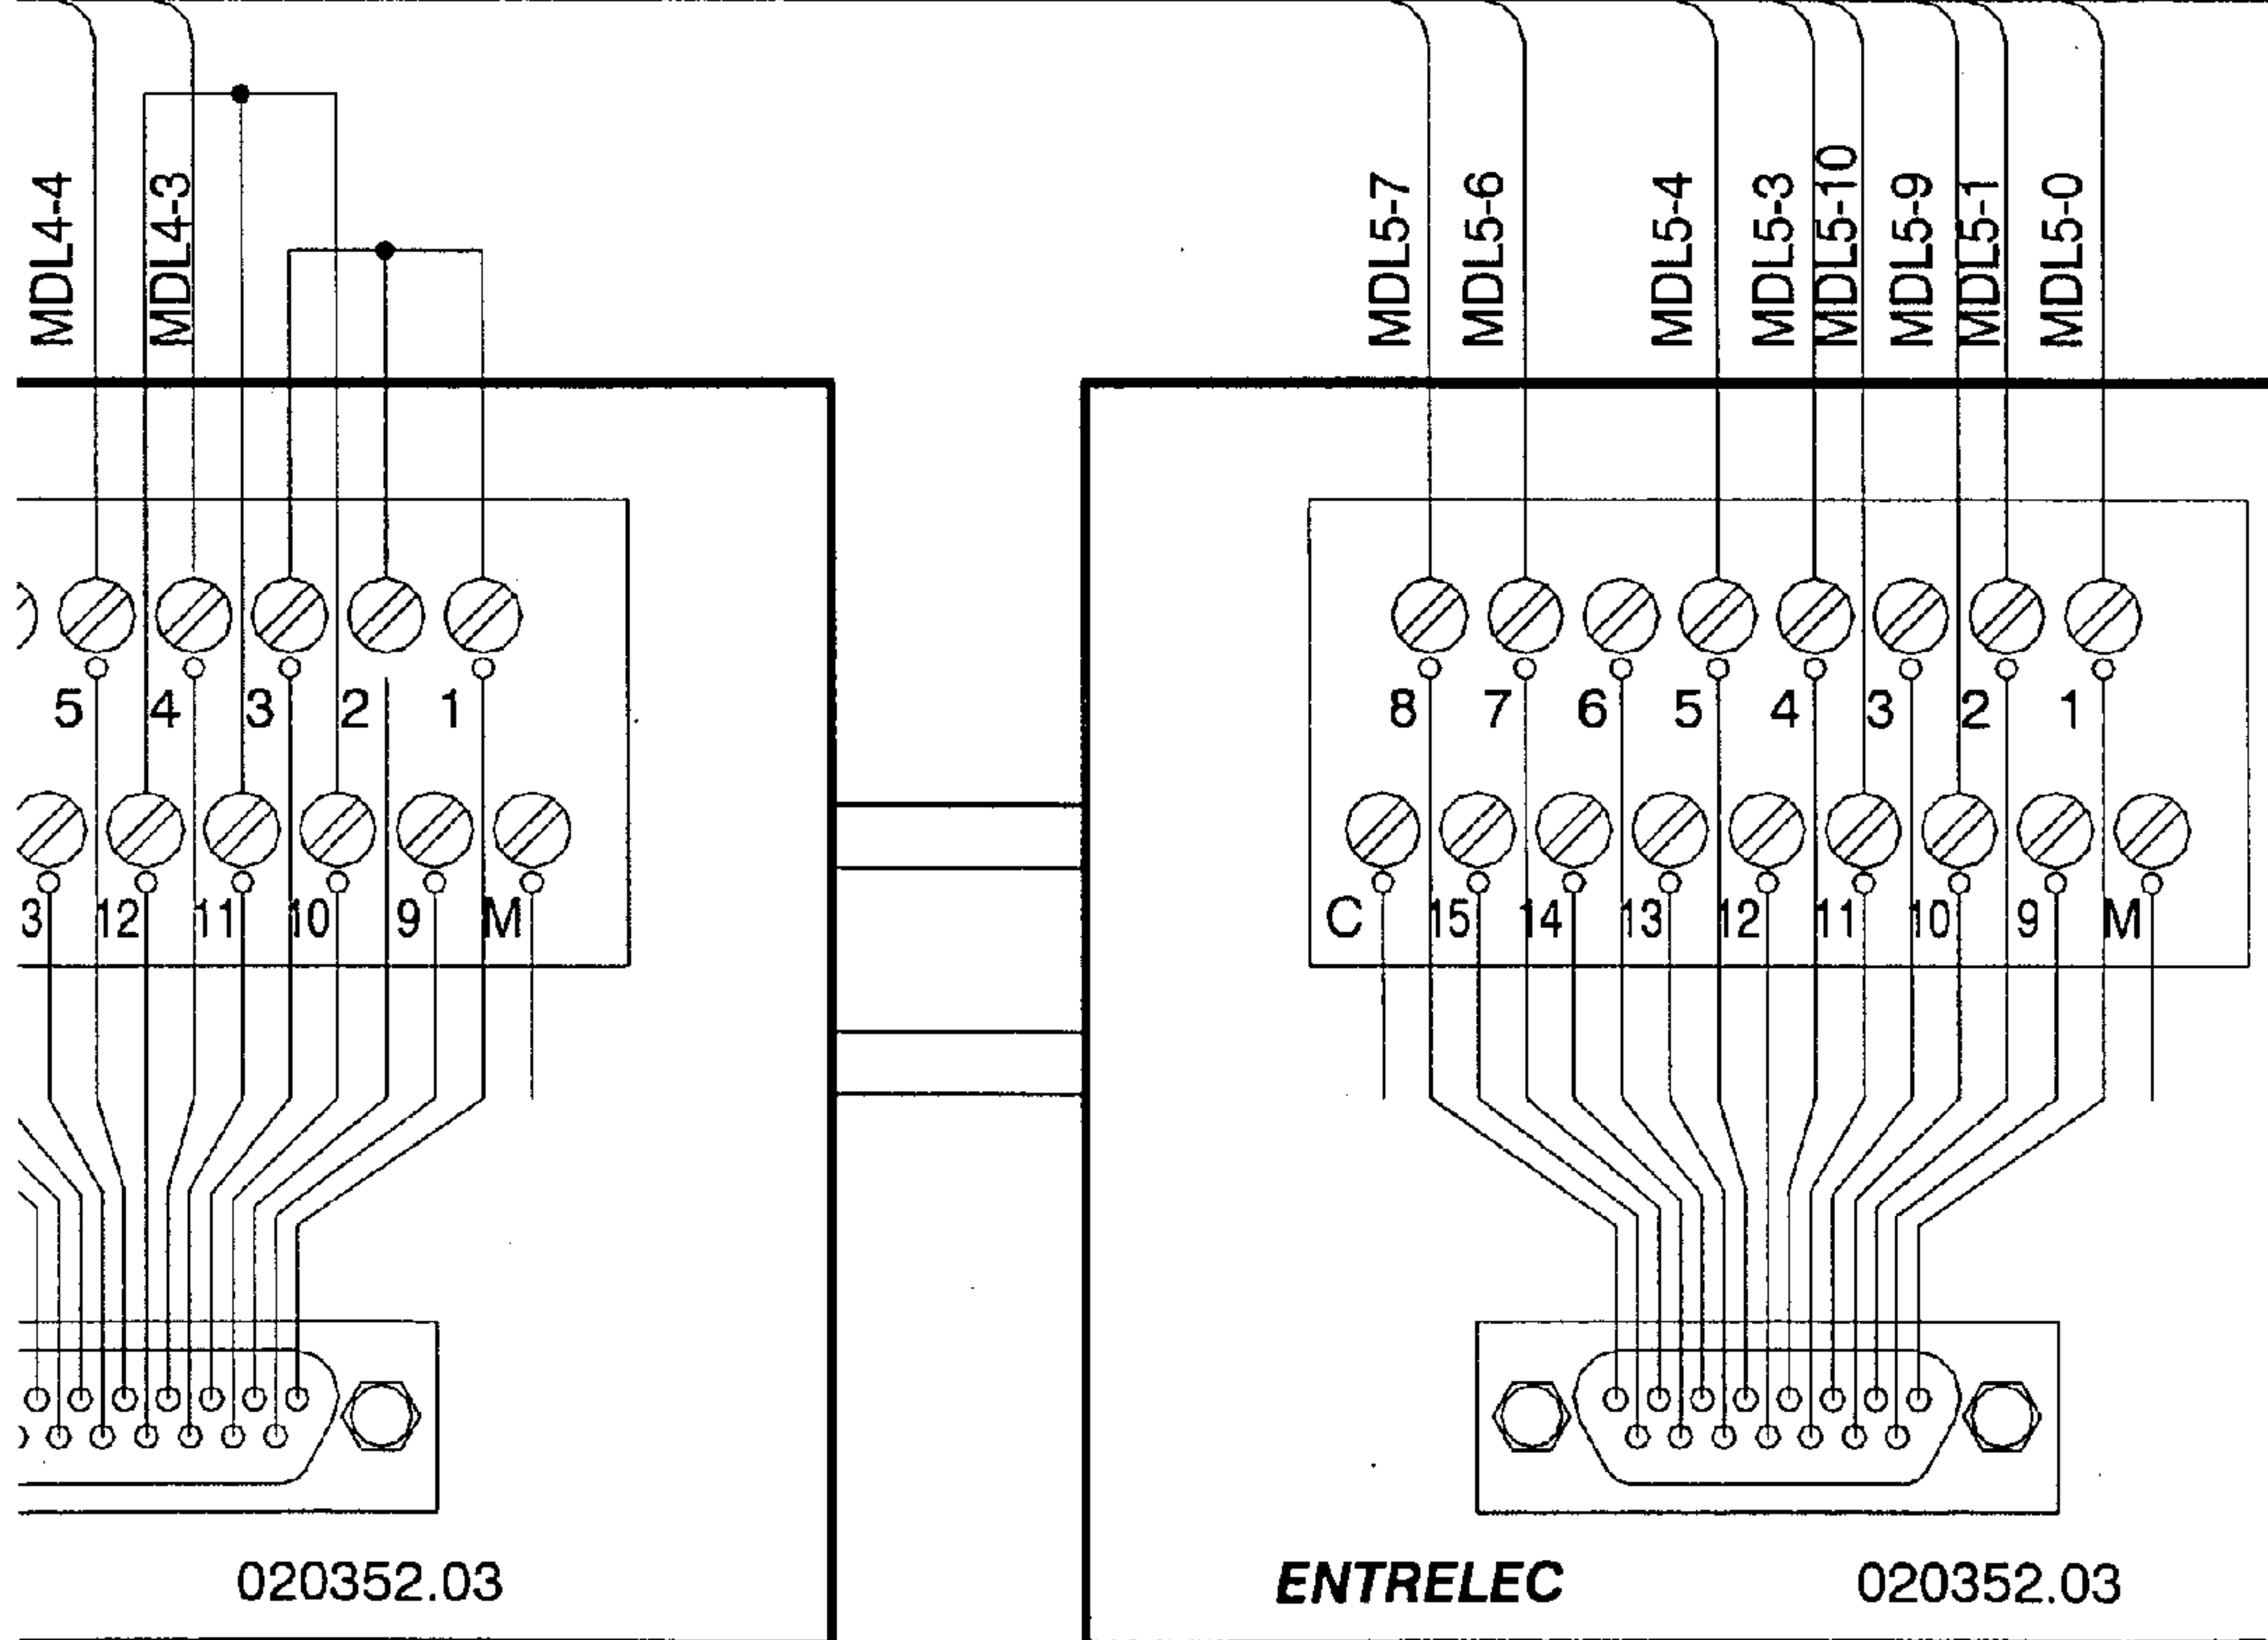 MDL4-4
MDL4-3
MDL5-7
MDL5-6
MDL5-4
MDL5-3
MDL5-10
MDL5-9
MDL5-1
MDL5-0
5 4 3 2 1
8 7 6 5 4 3 2 1
3 12 11 10 9 M
C 15 14 13 12 11 10 9 M
020352.03
ENTRELEC 020352.03